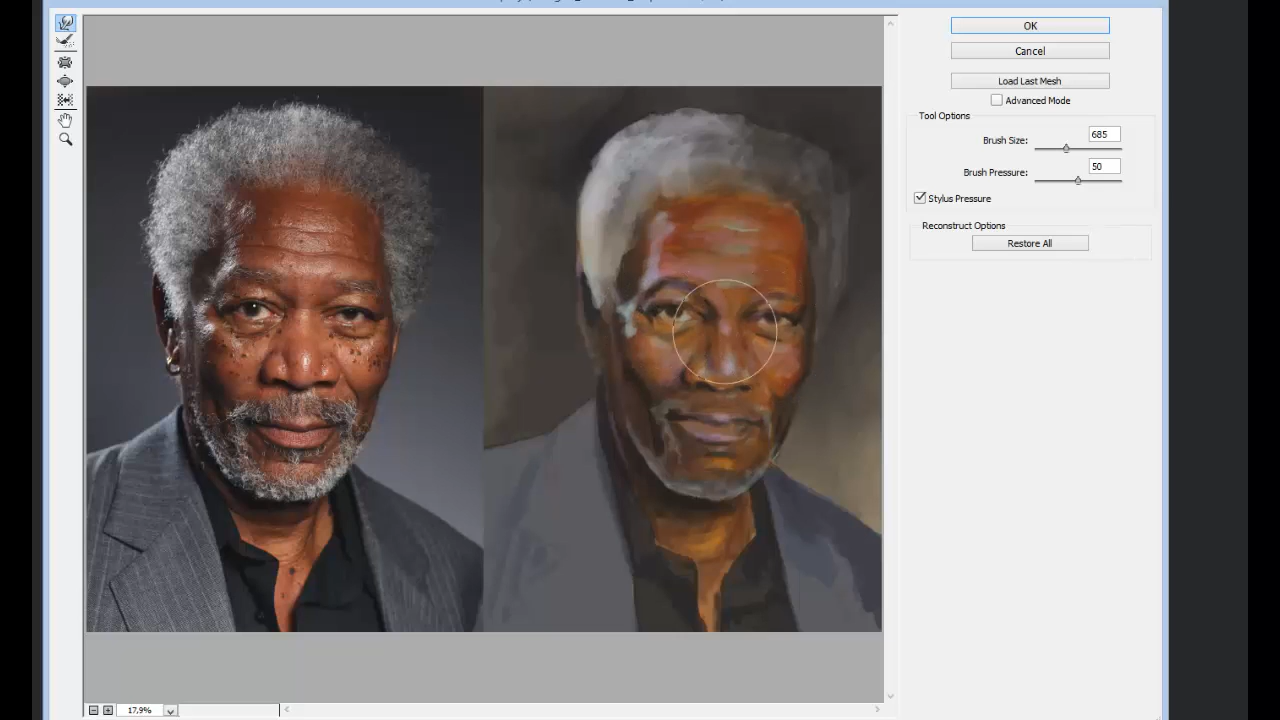 OK
Cancel
Load Last Mesh
Advanced Mode
Tool Options
Brush Size: 685
Brush Pressure: 50
Stylus Pressure
Reconstruct Options
Restore All
17,9%